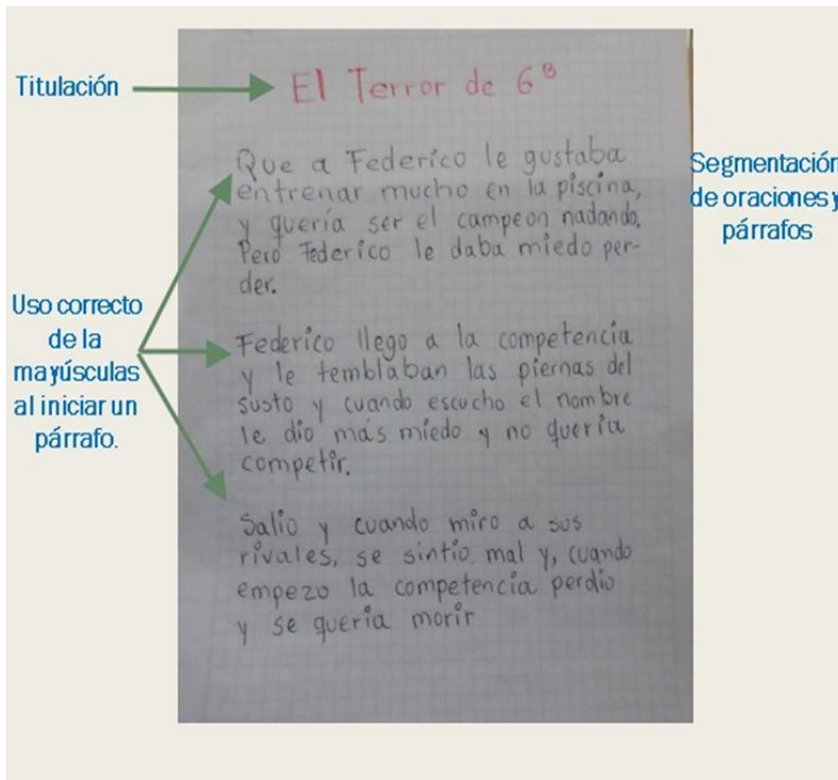 Titulación
El Terror de 6ᴮ
Que a Federico le gustaba
entrenar mucho en la piscina,
y quería ser el campeon nadando.
Pero Federico le daba miedo per-
der.
Federico llego a la competencia
y le temblaban las piernas del
susto y cuando escucho el nombre
le dio más miedo y no quería
competir.
Salio y cuando miro a sus
rivales, se sintio mal y, cuando
empezo la competencia perdio
y se queria morir
Uso correcto
de la
mayúsculas
al iniciar un
párrafo.
Segmentación
de oraciones y
párrafos